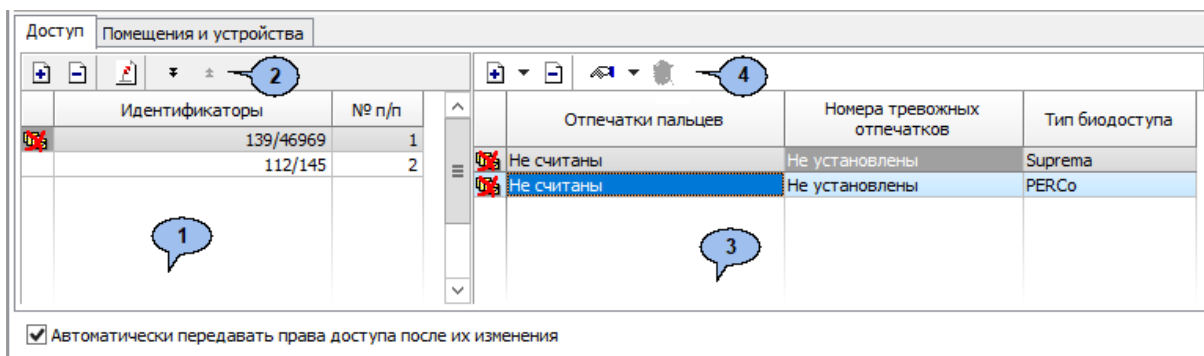 Доступ Помещения и устройства
2 4
Идентификаторы № п/п Отпечатки пальцев Номера тревожных отпечатков Тип биодоступа
139/46969 1
112/145 2 Не считаны Не установлены Suprema
Не считаны Не установлены PERCo
1 3
Автоматически передавать права доступа после их изменения